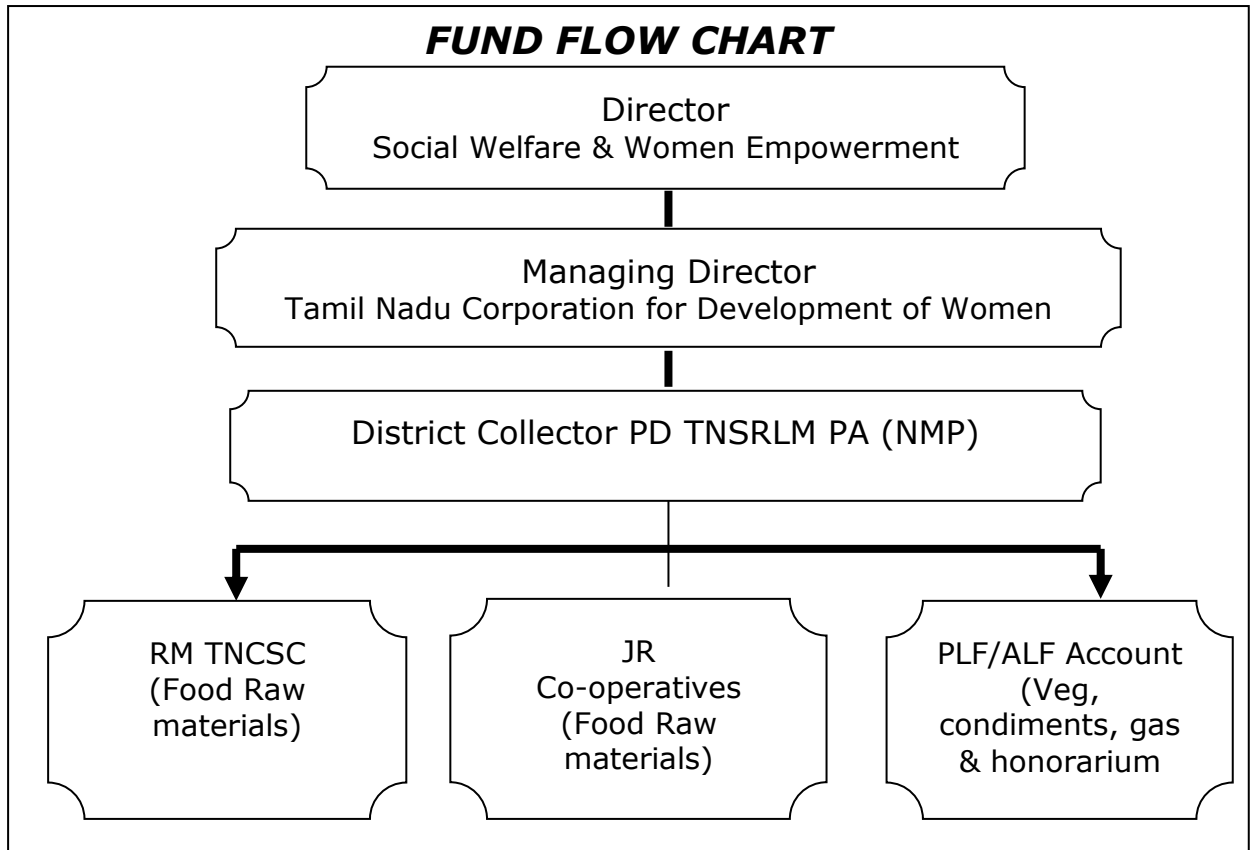 FUND FLOW CHART
Director
Social Welfare & Women Empowerment
Managing Director
Tamil Nadu Corporation for Development of Women
District Collector PD TNSRLM PA (NMP)
RM TNCSC
(Food Raw
materials)
JR
Co-operatives
(Food Raw
materials)
PLF/ALF Account
(Veg,
condiments, gas
& honorarium